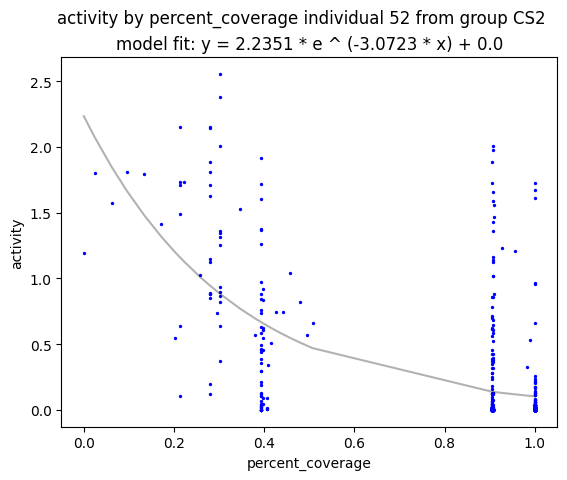 activity by percent_coverage individual 52 from group CS2
model fit: y = 2.2351 * e ^ (-3.0723 * x) + 0.0
2.5
2.0
1.5
1.0
0.5
0.0
activity
0.0 0.2 0.4 0.6 0.8 1.0
percent_coverage